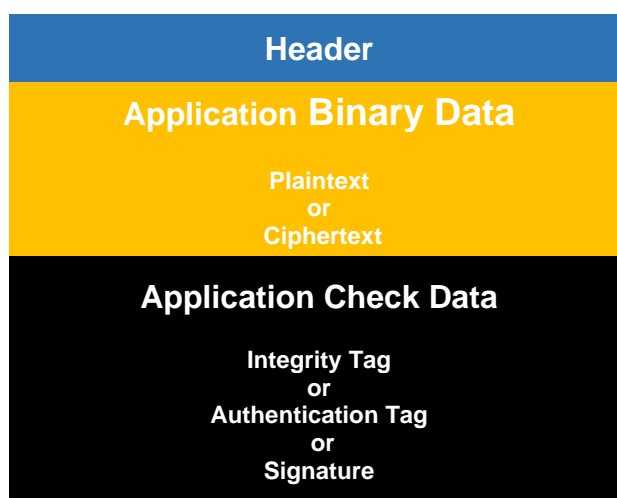 Header
Application Binary Data
Plaintext
or
Ciphertext
Application Check Data
Integrity Tag
or
Authentication Tag
or
Signature